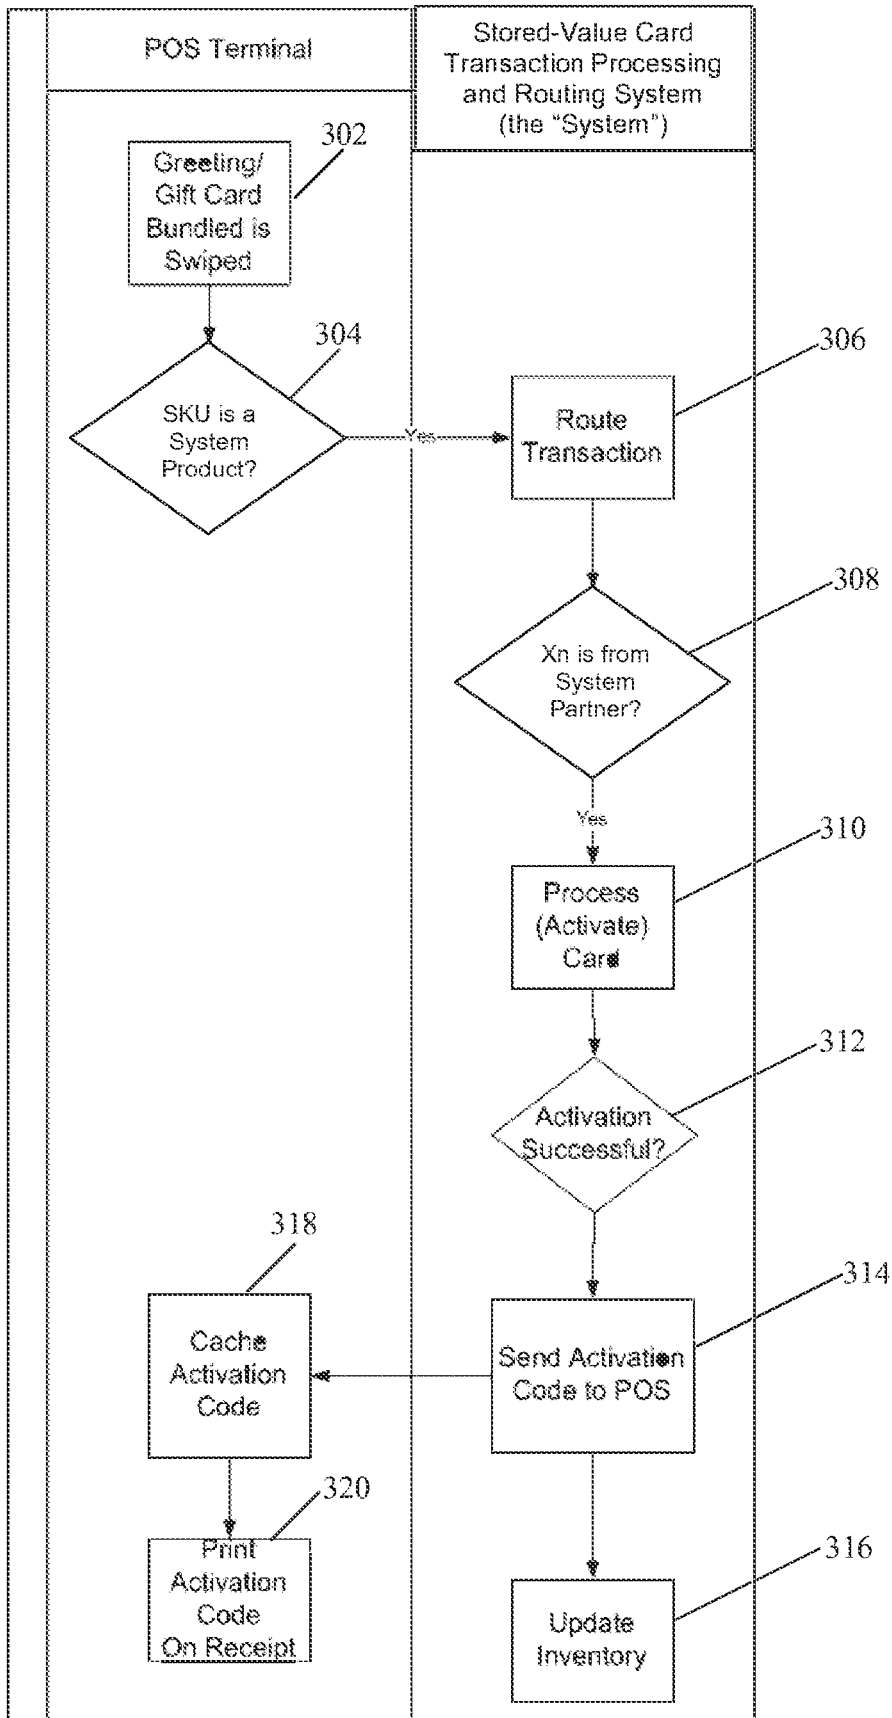 POS Terminal
Stored-Value Card
Transaction Processing
and Routing System
(the "System")
302
Greeting/
Gift Card
Bundled is
Swiped
304
SKU is a
System
Product?
Yes
306
Route
Transaction
308
Xn is from
System
Partner?
Yes
310
Process
(Activate)
Card
312
Activation
Successful?
314
Send Activation
Code to POS
318
Cache
Activation
Code
320
Print
Activation
Code
On Receipt
316
Update
Inventory